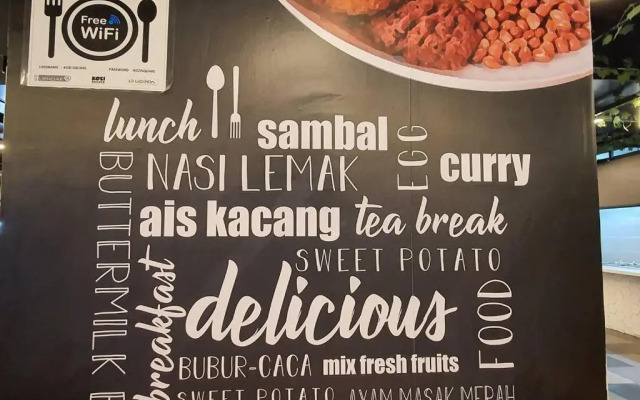 Free
WiFi
lunch
sambal
EGG
NASI LEMAK
curry
BUTTERMILK
ais kacang
tea break
SWEET POTATO
breakfast
delicious
FOOD
BUBUR-CACA
mix fresh fruits
SWEET POTATO
AYAM MASAK MERAH